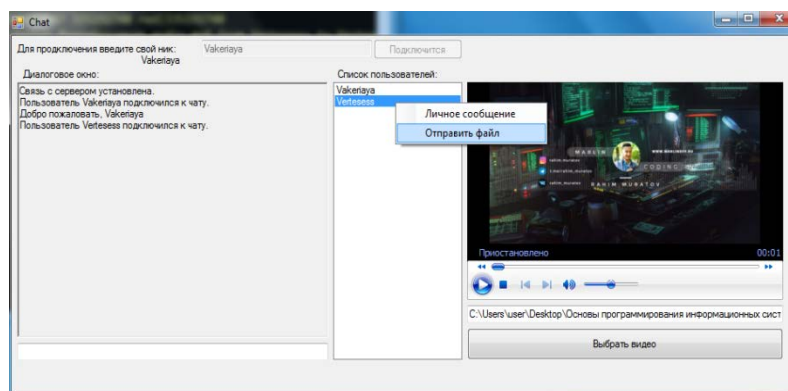 Chat
Для продключения введите свой ник:
Vakeriaya
Подключится
Vakeriaya
Диалоговое окно:
Список пользователей:
Связь с сервером установлена.
Пользователь Vakeriaya подключился к чату.
Добро пожаловать, Vakeriaya
Пользователь Vertesess подключился к чату.
Vakeriaya
Vertesess
Личное сообщение
Отправить файл
MARLIN
CODING
RAHIM MURATOV
Приостановлено
00:01
C:\Users\user\Desktop\Основы программирования информационных сист
Выбрать видео